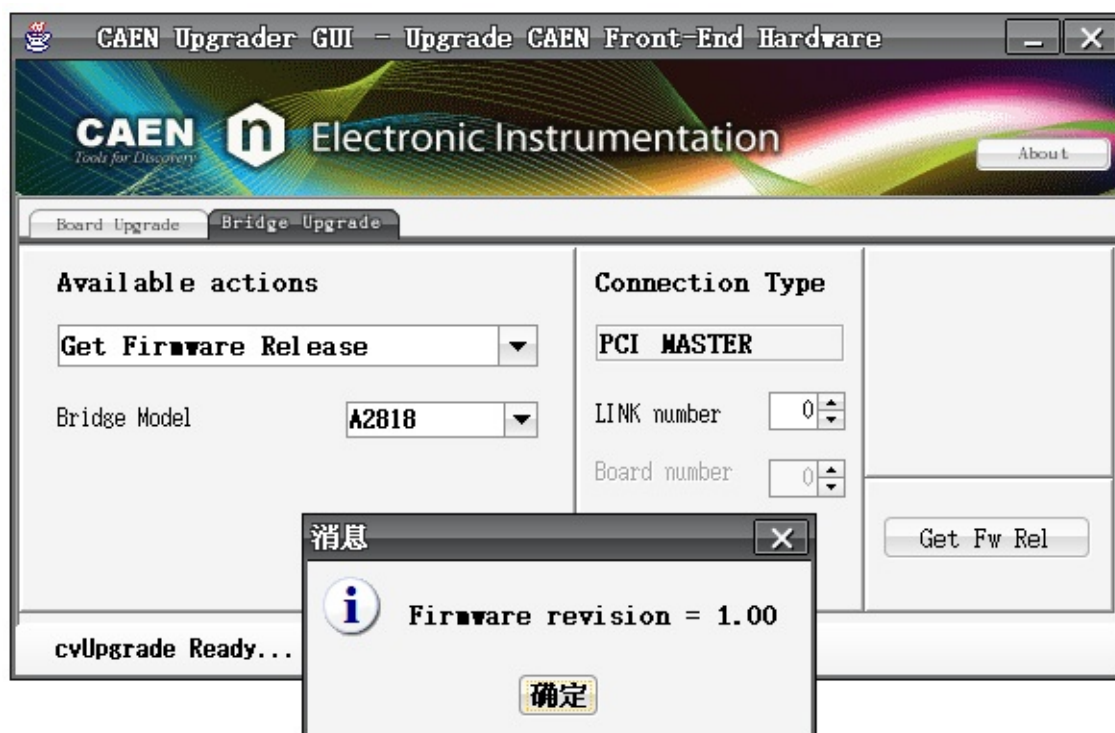 CAEN Upgrader GUI - Upgrade CAEN Front-End Hardware
CAEN n Electronic Instrumentation
Tools for Discovery
About
Board Upgrade Bridge Upgrade
Available actions
Connection Type
Get Firmware Release
PCI MASTER
Bridge Model A2818
LINK number 0
Board number 0
Get Fw Rel
消息
Firmware revision = 1.00
确定
cvUpgrade Ready...